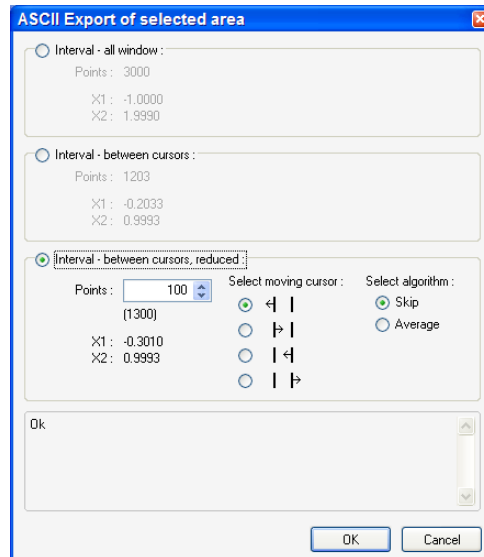 ASCII Export of selected area
Interval - all window :
Points : 3000
X1 : -1.0000
X2 : 1.9990
Interval - between cursors :
Points : 1203
X1 : -0.2033
X2 : 0.9993
Interval - between cursors, reduced :
Points : 100
(1300)
X1 : -0.3010
X2 : 0.9993
Select moving cursor :
Select algorithm :
Skip
Average
Ok
OK Cancel